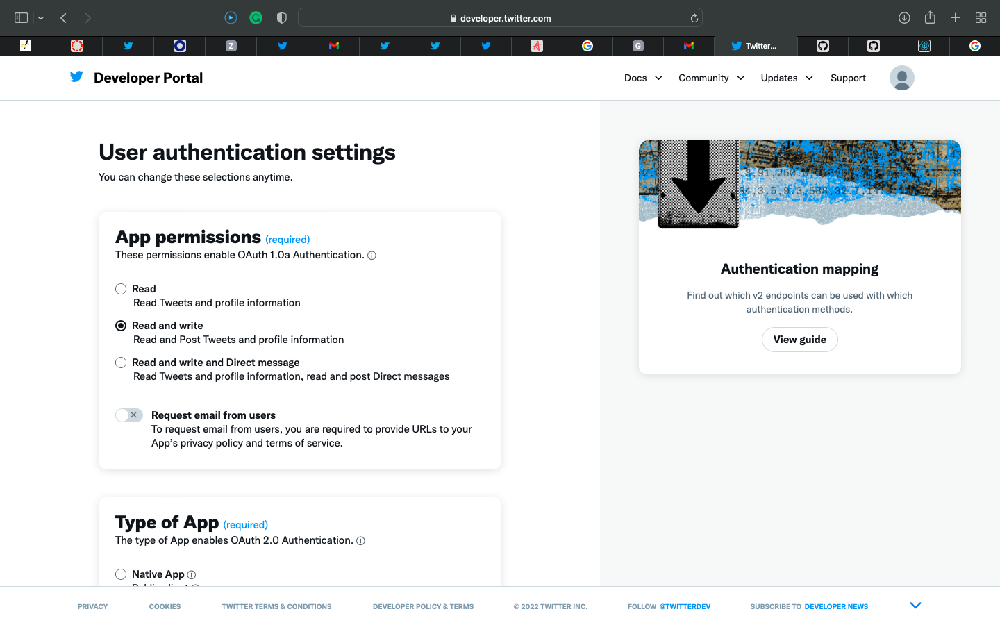 developer.twitter.com
Z
G
Twitter...
Developer Portal
Docs
Community
Updates
Support
User authentication settings
You can change these selections anytime.
App permissions (required)
These permissions enable OAuth 1.0a Authentication.
Read
Read Tweets and profile information
Read and write
Read and Post Tweets and profile information
Read and write and Direct message
Read Tweets and profile information, read and post Direct messages
Request email from users
To request email from users, you are required to provide URLs to your
App's privacy policy and terms of service.
Type of App (required)
The type of App enables OAuth 2.0 Authentication.
Native App
Authentication mapping
Find out which v2 endpoints can be used with which
authentication methods.
View guide
PRIVACY
COOKIES
TWITTER TERMS & CONDITIONS
DEVELOPER POLICY & TERMS
© 2022 TWITTER INC.
FOLLOW @TWITTERDEV
SUBSCRIBE TO DEVELOPER NEWS